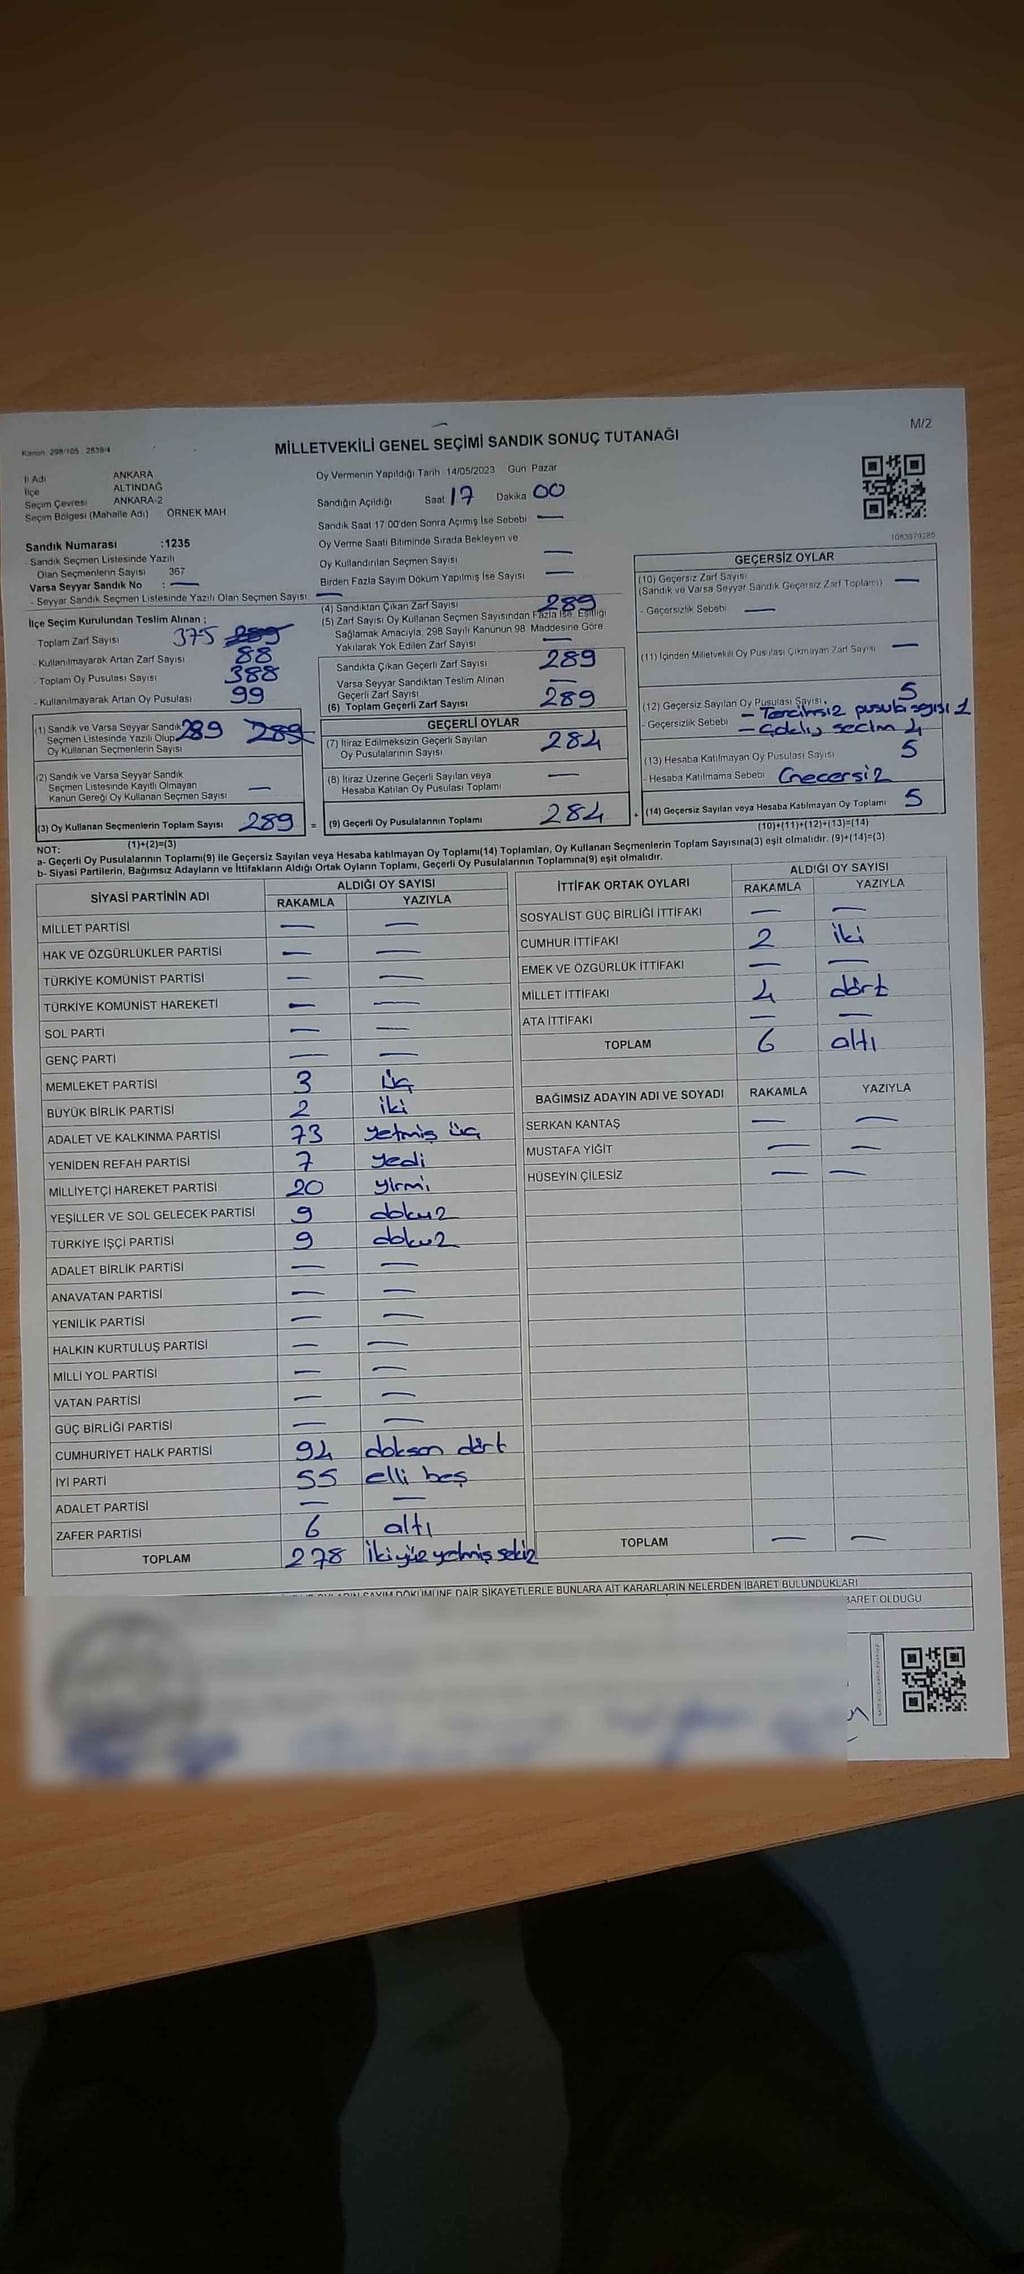 M/2
Kanun 298/105 , 2839/4
MİLLETVEKİLİ GENEL SEÇİMİ SANDIK SONUÇ TUTANAĞI
İl Adı ANKARA
İlçe ALTINDAĞ
Seçim Çevresi ANKARA-2
Seçim Bölgesi (Mahalle Adı) ÖRNEK MAH
Sandık Numarası :1235
- Sandık Seçmen Listesinde Yazılı
Olan Seçmenlerin Sayısı 367
Varsa Seyyar Sandık No : —
- Seyyar Sandık Seçmen Listesinde Yazılı Olan Seçmen Sayısı —
Oy Vermenin Yapıldığı Tarih 14/05/2023 Gün Pazar
Sandığın Açıldığı Saat 17 Dakika 00
Sandık Saat 17:00'den Sonra Açımış İse Sebebi —
Oy Verme Saati Bitiminde Sırada Bekleyen ve
Oy Kullandırılan Seçmen Sayısı —
Birden Fazla Sayım Döküm Yapılmış İse Sayısı —
1083879285
İlçe Seçim Kurulundan Teslim Alınan :
- Toplam Zarf Sayısı 375 289
- Kullanılmayarak Artan Zarf Sayısı 88
- Toplam Oy Pusulası Sayısı 388
- Kullanılmayarak Artan Oy Pusulası 99
(1) Sandık ve Varsa Seyyar Sandık 289 289
Seçmen Listesinde Yazılı Olup
Oy Kullanan Seçmenlerin Sayısı
(2) Sandık ve Varsa Seyyar Sandık
Seçmen Listesinde Kayıtlı Olmayan
Kanun Gereği Oy Kullanan Seçmen Sayısı —
(3) Oy Kullanan Seçmenlerin Toplam Sayısı 289 =
(1)+(2)=(3)
(4) Sandıktan Çıkan Zarf Sayısı 289
(5) Zarf Sayısı Oy Kullanan Seçmen Sayısından Fazla İse, Eşitliği
Sağlamak Amacıyla, 298 Sayılı Kanunun 98. Maddesine Göre
Yakılarak Yok Edilen Zarf Sayısı —
Sandıkta Çıkan Geçerli Zarf Sayısı 289
Varsa Seyyar Sandıktan Teslim Alınan
Geçerli Zarf Sayısı —
(6) Toplam Geçerli Zarf Sayısı 289
GEÇERLİ OYLAR
(7) İtiraz Edilmeksizin Geçerli Sayılan
Oy Pusulalarının Sayısı 284
(8) İtiraz Üzerine Geçerli Sayılan veya
Hesaba Katılan Oy Pusulası Toplamı —
(9) Geçerli Oy Pusulalarının Toplamı 284 +
GEÇERSİZ OYLAR
(10) Geçersiz Zarf Sayısı
(Sandık ve Varsa Seyyar Sandık Geçersiz Zarf Toplamı) —
- Geçersizlik Sebebi —
(11) İçinden Milletvekili Oy Pusulası Çıkmayan Zarf Sayısı —
(12) Geçersiz Sayılan Oy Pusulası Sayısı, 5
- Geçersizlik Sebebi — Tercihsiz pusula sayısı 1
— Çoklu seçim 4
(13) Hesaba Katılmayan Oy Pusulası Sayısı 5
- Hesaba Katılmama Sebebi Gecersiz
(14) Geçersiz Sayılan veya Hesaba Katılmayan Oy Toplamı 5
(10)+(11)+(12)+(13)=(14)
NOT:
a- Geçerli Oy Pusulalarının Toplamı(9) ile Geçersiz Sayılan veya Hesaba katılmayan Oy Toplamı(14) Toplamları, Oy Kullanan Seçmenlerin Toplam Sayısına(3) eşit olmalıdır. (9)+(14)=(3)
b- Siyasi Partilerin, Bağımsız Adayların ve İttifakların Aldığı Ortak Oyların Toplamı, Geçerli Oy Pusulalarının Toplamına(9) eşit olmalıdır.
SİYASİ PARTİNİN ADI ALDIĞI OY SAYISI
RAKAMLA YAZIYLA
MİLLET PARTİSİ — —
HAK VE ÖZGÜRLÜKLER PARTİSİ — —
TÜRKİYE KOMÜNİST PARTİSİ — —
TÜRKİYE KOMÜNİST HAREKETİ — —
SOL PARTİ — —
GENÇ PARTİ — —
MEMLEKET PARTİSİ 3 üç
BÜYÜK BİRLİK PARTİSİ 2 iki
ADALET VE KALKINMA PARTİSİ 73 yetmiş üç
YENİDEN REFAH PARTİSİ 7 yedi
MİLLİYETÇİ HAREKET PARTİSİ 20 yirmi
YEŞİLLER VE SOL GELECEK PARTİSİ 9 dokuz
TÜRKİYE İŞÇİ PARTİSİ 9 dokuz
ADALET BİRLİK PARTİSİ — —
ANAVATAN PARTİSİ — —
YENİLİK PARTİSİ — —
HALKIN KURTULUŞ PARTİSİ — —
MİLLİ YOL PARTİSİ — —
VATAN PARTİSİ — —
GÜÇ BİRLİĞİ PARTİSİ — —
CUMHURİYET HALK PARTİSİ 94 doksan dört
İYİ PARTİ 55 elli beş
ADALET PARTİSİ — —
ZAFER PARTİSİ 6 altı
TOPLAM 278 İkiyüz yetmiş sekiz
İTTİFAK ORTAK OYLARI ALDIĞI OY SAYISI
RAKAMLA YAZIYLA
SOSYALİST GÜÇ BİRLİĞİ İTTİFAKI — —
CUMHUR İTTİFAKI 2 iki
EMEK VE ÖZGÜRLÜK İTTİFAKI — —
MİLLET İTTİFAKI 4 dört
ATA İTTİFAKI — —
TOPLAM 6 altı
BAĞIMSIZ ADAYIN ADI VE SOYADI RAKAMLA YAZIYLA
SERKAN KANTAŞ — —
MUSTAFA YİĞİT — —
HÜSEYİN ÇİLESİZ — —
TOPLAM — —
SAYIM DÖKÜMÜNE DAİR ŞİKAYETLERLE BUNLARA AİT KARARLARIN NELERDEN İBARET BULUNDUKLARI
BARET OLDUĞU